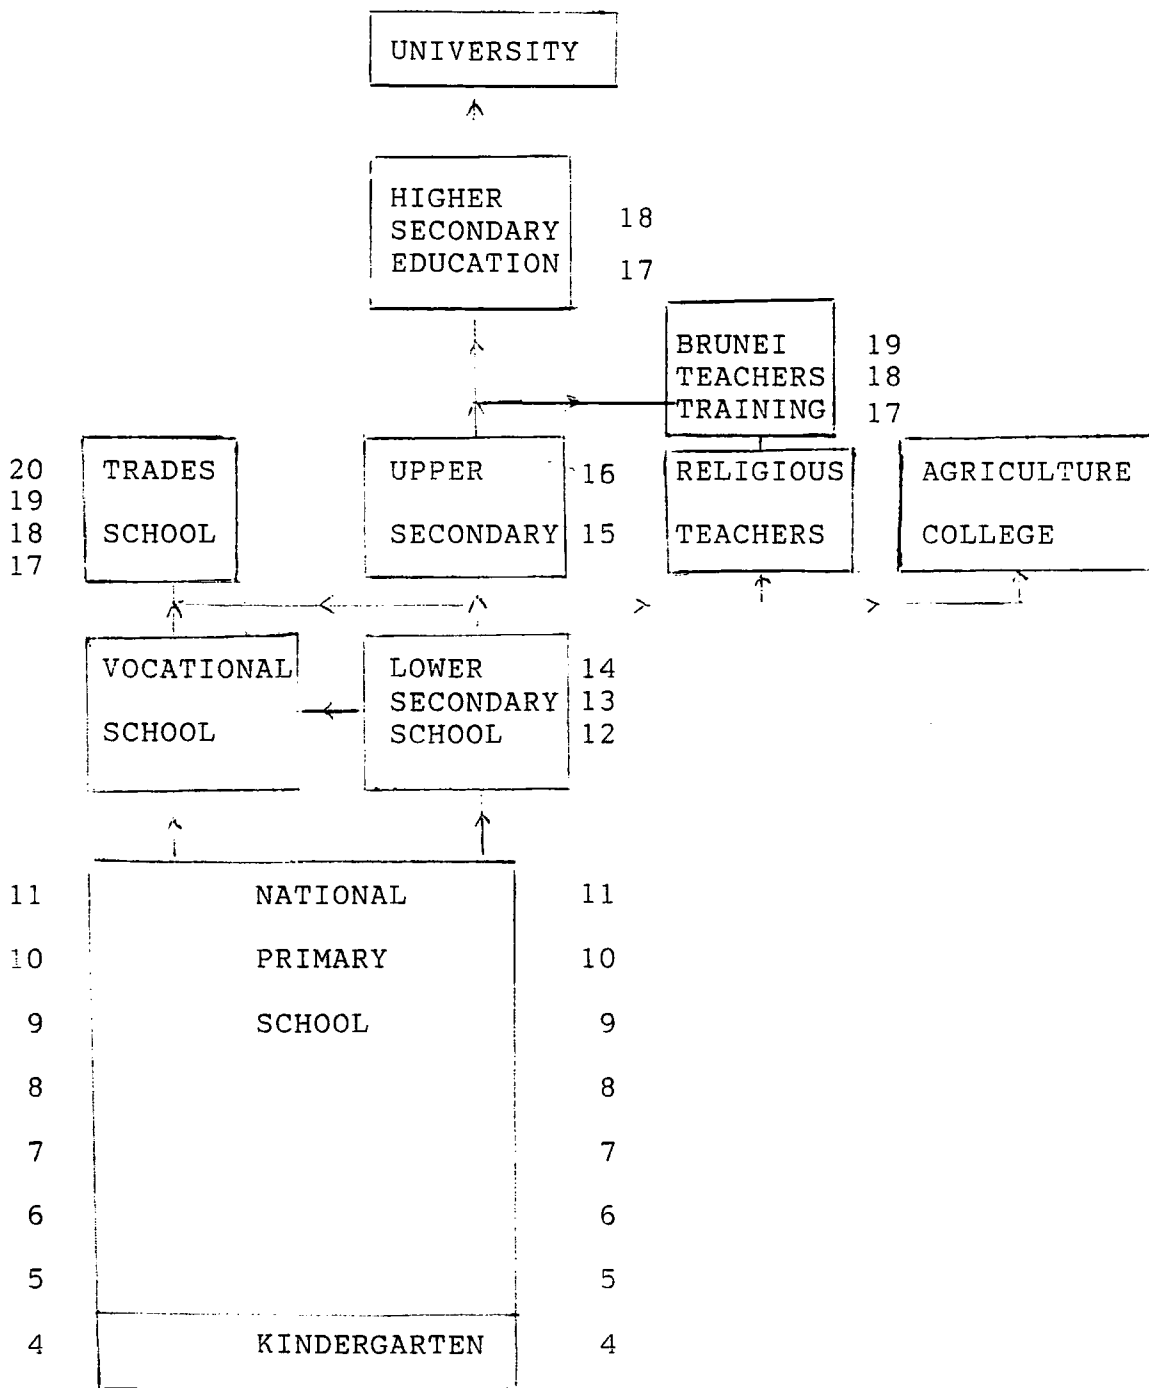 UNIVERSITY
HIGHER
SECONDARY 18
EDUCATION 17
BRUNEI 19
TEACHERS 18
TRAINING 17
20 TRADES UPPER 16 RELIGIOUS AGRICULTURE
19
18 SCHOOL SECONDARY 15 TEACHERS COLLEGE
17
VOCATIONAL LOWER 14
SECONDARY 13
SCHOOL SCHOOL 12
11 NATIONAL 11
10 PRIMARY 10
9 SCHOOL 9
8 8
7 7
6 6
5 5
4 KINDERGARTEN 4